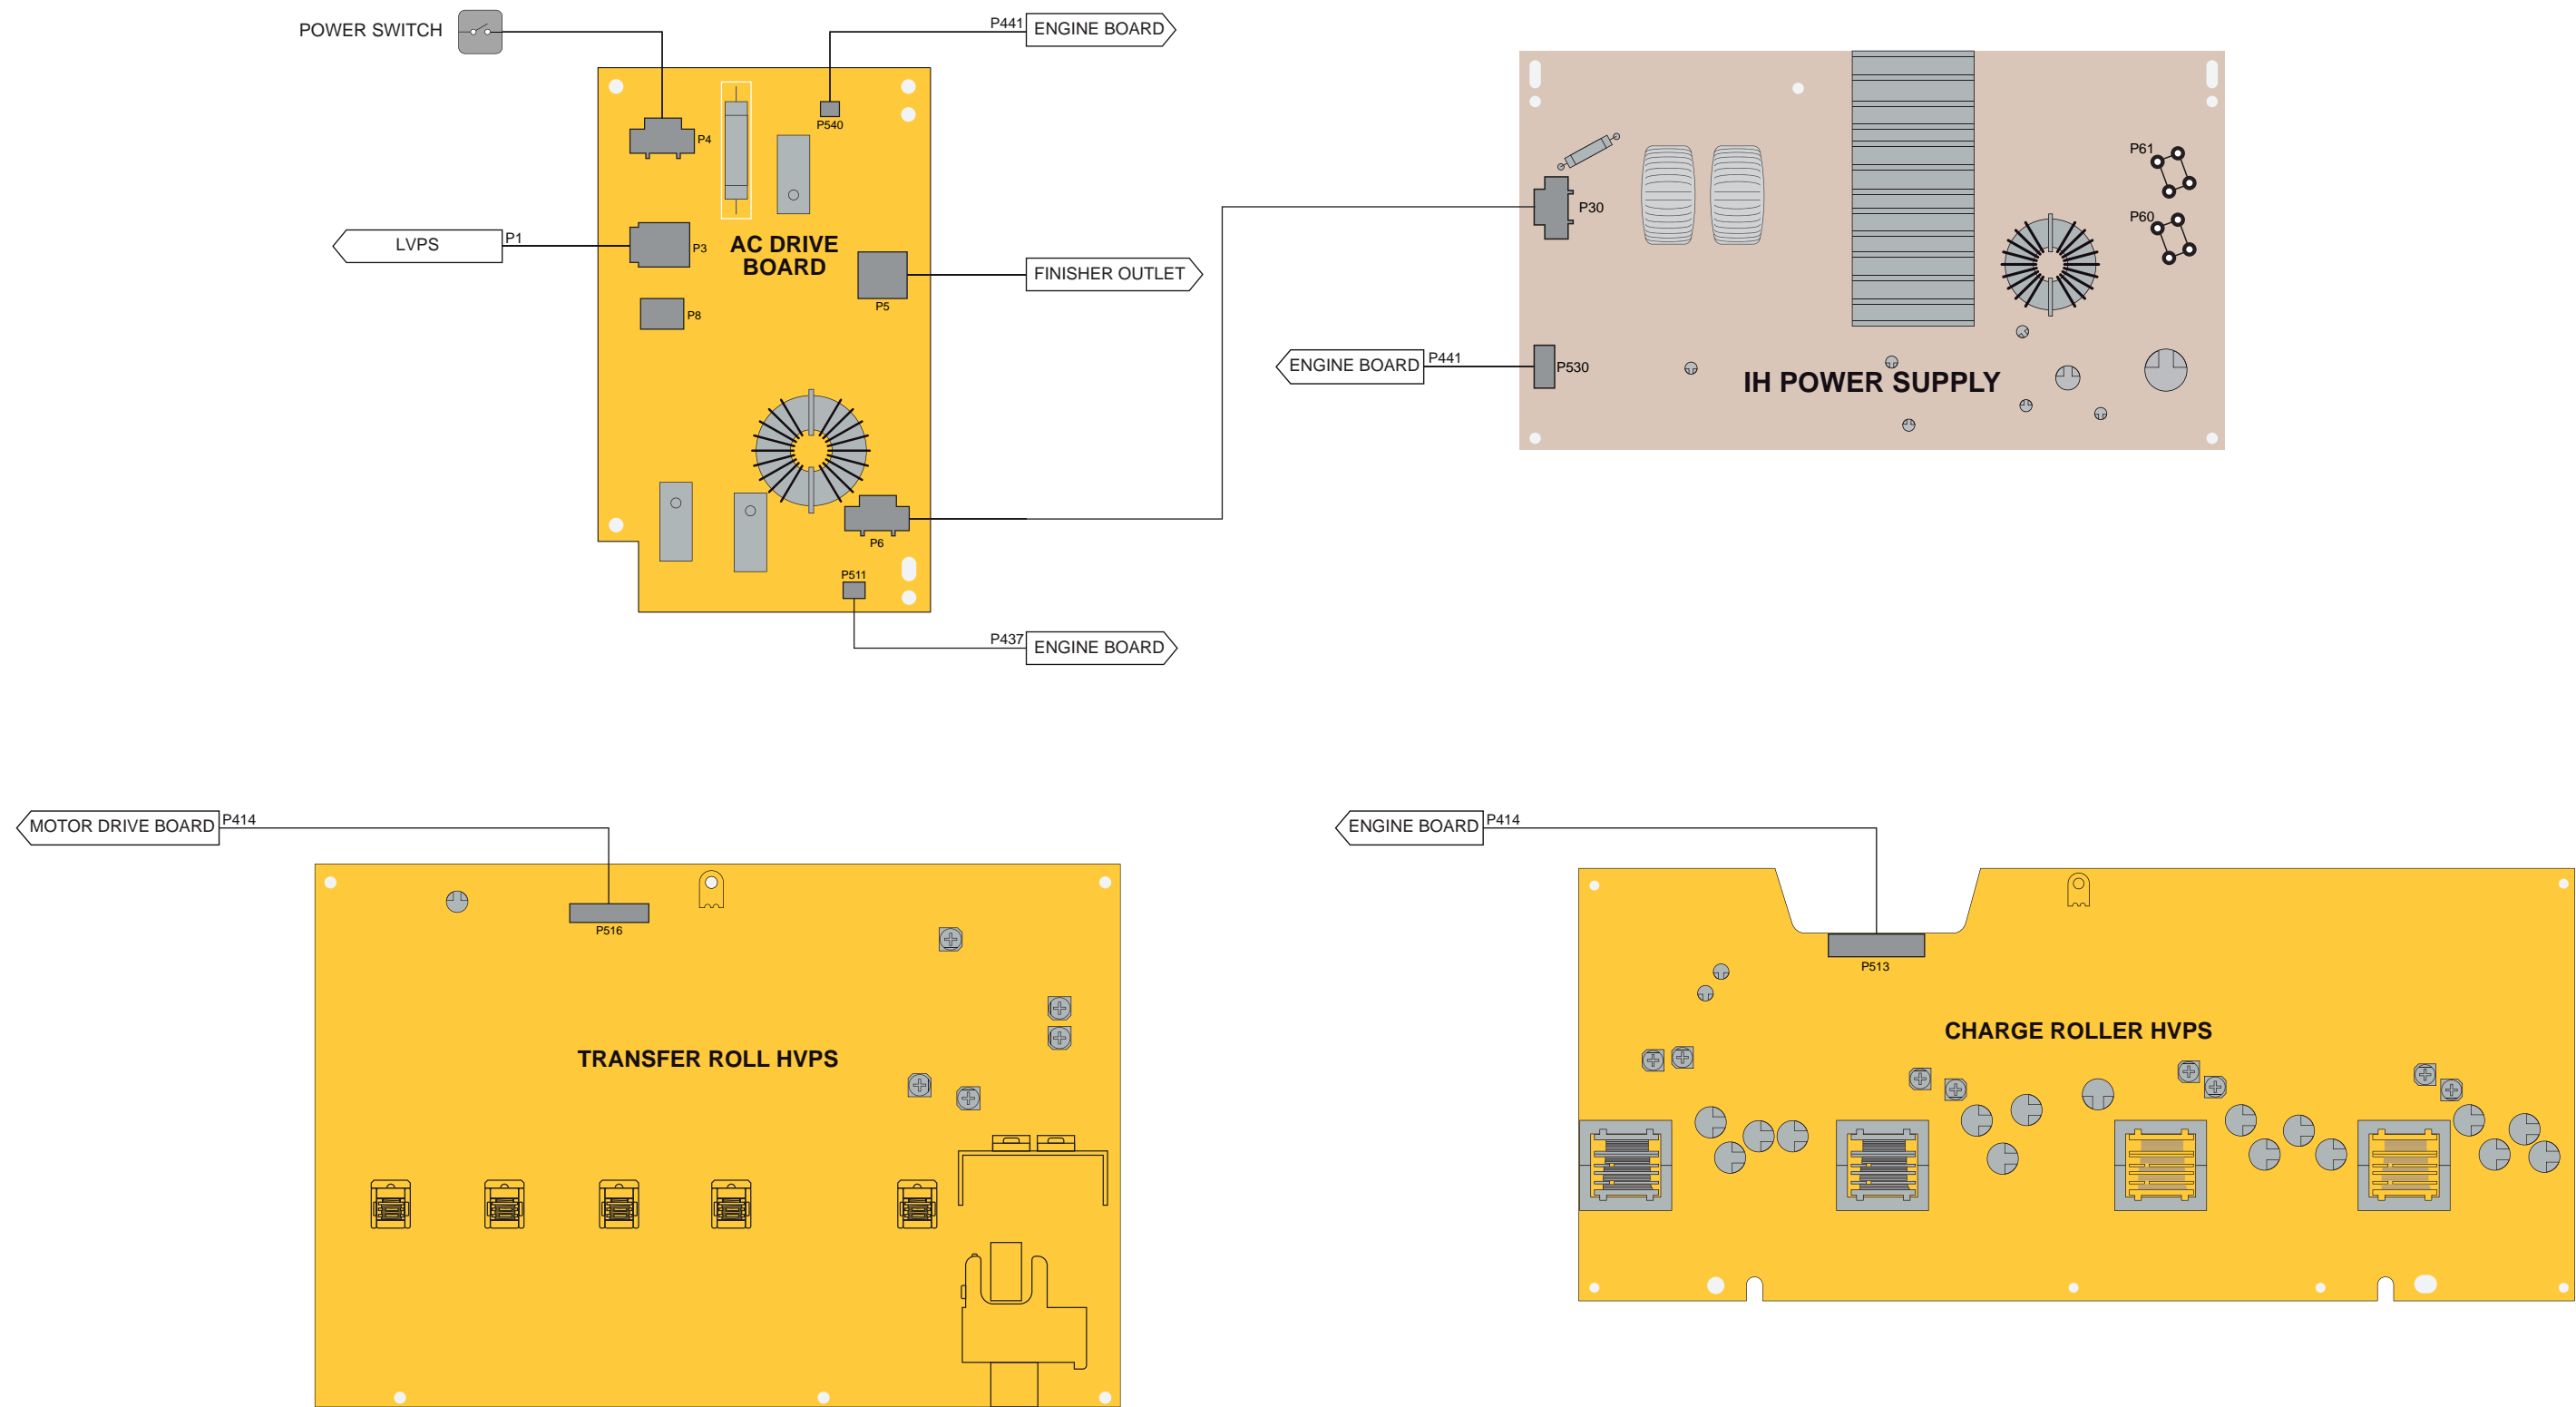 POWER SWITCH
P441
ENGINE BOARD
P4
P540
LVPS
P1
P3
AC DRIVE
BOARD
P8
P5
FINISHER OUTLET
P6
P511
P437
ENGINE BOARD
P30
P61
P60
ENGINE BOARD
P441
P530
IH POWER SUPPLY
MOTOR DRIVE BOARD
P414
P516
TRANSFER ROLL HVPS
ENGINE BOARD
P414
P513
CHARGE ROLLER HVPS